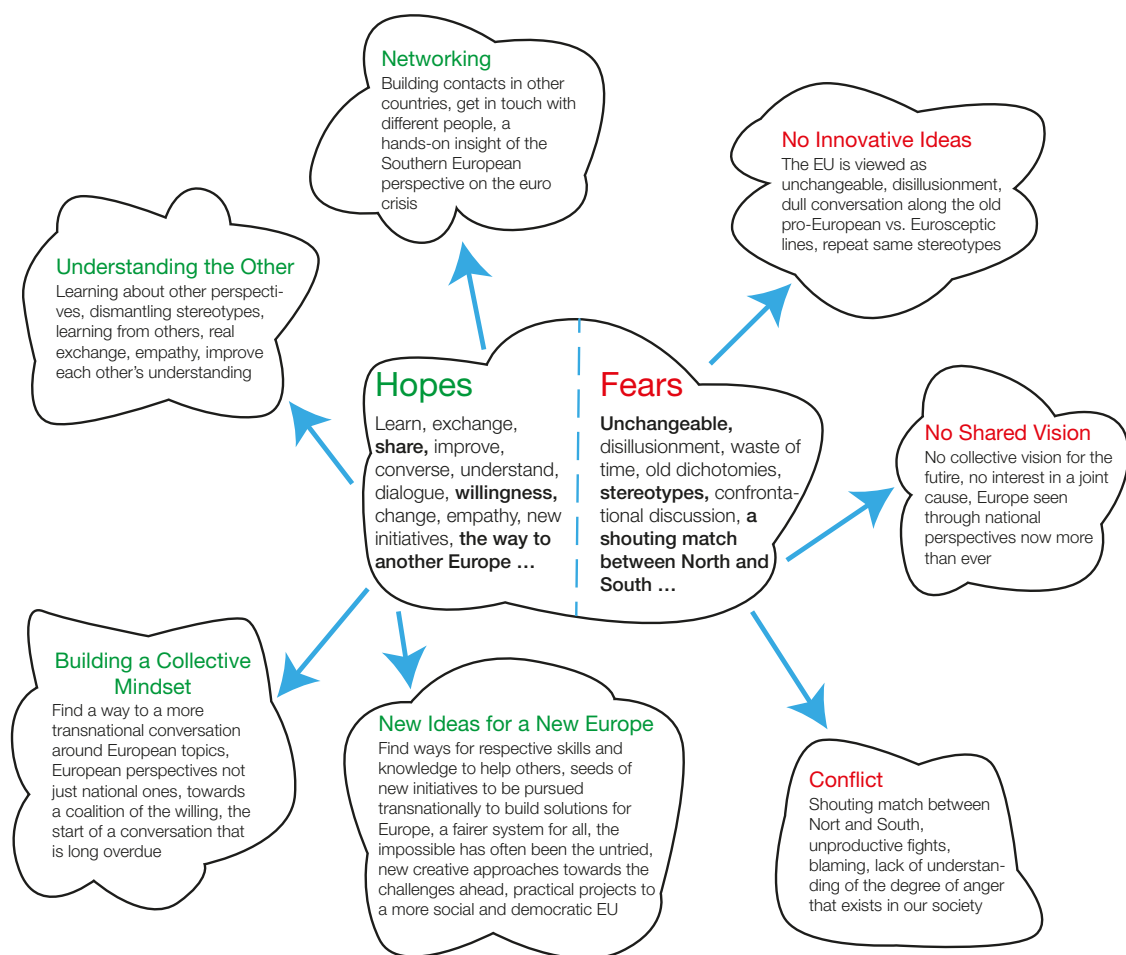 Networking
Building contacts in other
countries, get in touch with
different people, a
hands-on insight of the
Southern European
perspective on the euro
crisis
No Innovative Ideas
The EU is viewed as
unchangeable, disillusionment,
dull conversation along the old
pro-European vs. Eurosceptic
lines, repeat same stereotypes
Understanding the Other
Learning about other perspecti-
ves, dismantling stereotypes,
learning from others, real
exchange, empathy, improve
each other's understanding
Hopes
Learn, exchange,
share, improve,
converse, understand,
dialogue, willingness,
change, empathy, new
initiatives, the way to
another Europe ...
Fears
Unchangeable,
disillusionment, waste of
time, old dichotomies,
stereotypes, confronta-
tional discussion, a
shouting match
between North and
South ...
No Shared Vision
No collective vision for the
futire, no interest in a joint
cause, Europe seen
through national
perspectives now more
than ever
Building a Collective
Mindset
Find a way to a more
transnational conversation
around European topics,
European perspectives not
just national ones, towards
a coalition of the willing, the
start of a conversation that
is long overdue
New Ideas for a New Europe
Find ways for respective skills and
knowledge to help others, seeds of
new initiatives to be pursued
transnationally to build solutions for
Europe, a fairer system for all, the
impossible has often been the untried,
new creative approaches towards the
challenges ahead, practical projects to
a more social and democratic EU
Conflict
Shouting match between
Nort and South,
unproductive fights,
blaming, lack of understan-
ding of the degree of anger
that exists in our society